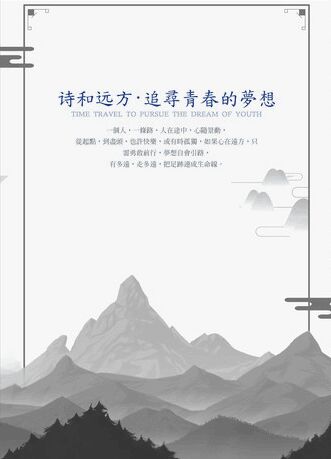 诗和远方·追尋青春的夢想
TIME TRAVEL TO PURSUE THE DREAM OF YOUTH
一個人，一條路，人在途中，心隨景動，
從起點，到盡頭，也許快樂，或有時孤獨，如果心在遠方，只
需勇敢前行，夢想自會引路，
有多遠，走多遠，把足跡連成生命線。